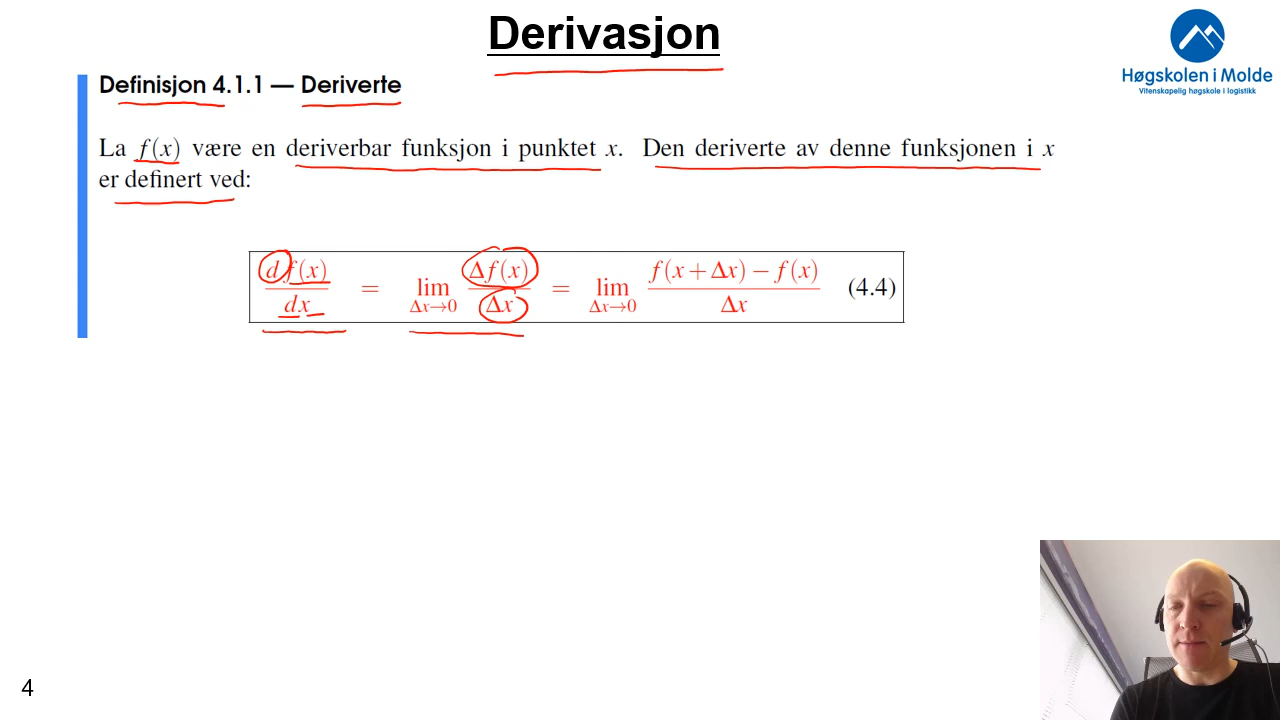 Derivasjon
Høgskolen i Molde
Vitenskapelig høgskole i logistikk
Definisjon 4.1.1 — Deriverte
La f(x) være en deriverbar funksjon i punktet x. Den deriverte av denne funksjonen i x
er definert ved:
df(x)/dx = lim Δx→0 Δf(x)/Δx = lim Δx→0 f(x+Δx) − f(x)/Δx (4.4)
4